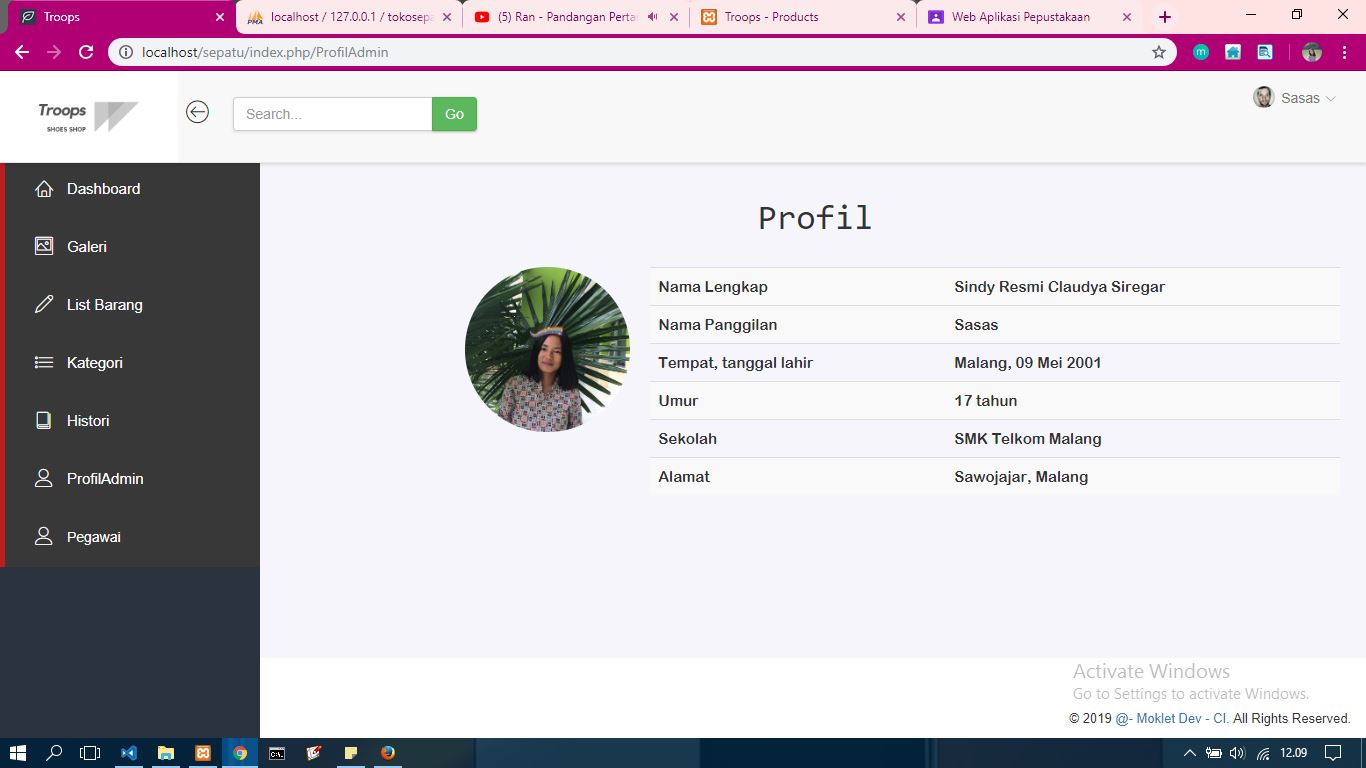 Troops
localhost / 127.0.0.1 / tokosepa
(5) Ran - Pandangan Perta
Troops - Products
Web Aplikasi Pepustakaan
localhost/sepatu/index.php/ProfilAdmin
m
Troops
SHOES SHOP
Search...
Go
Sasas
Dashboard
Galeri
List Barang
Kategori
Histori
ProfilAdmin
Pegawai
Profil
Nama Lengkap Sindy Resmi Claudya Siregar
Nama Panggilan Sasas
Tempat, tanggal lahir Malang, 09 Mei 2001
Umur 17 tahun
Sekolah SMK Telkom Malang
Alamat Sawojajar, Malang
Activate Windows
Go to Settings to activate Windows.
© 2019 @- Moklet Dev - CI. All Rights Reserved.
12.09